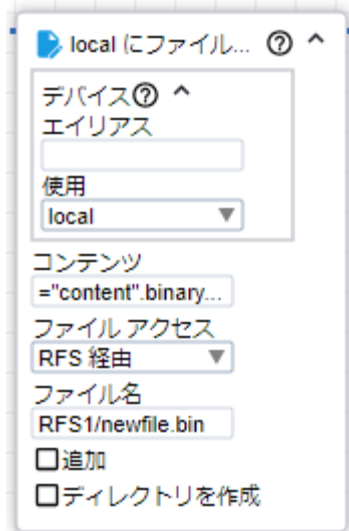 local にファイル...
デバイス
エイリアス
使用
local
コンテンツ
="content".binary...
ファイル アクセス
RFS 経由
ファイル名
RFS1/newfile.bin
追加
ディレクトリを作成